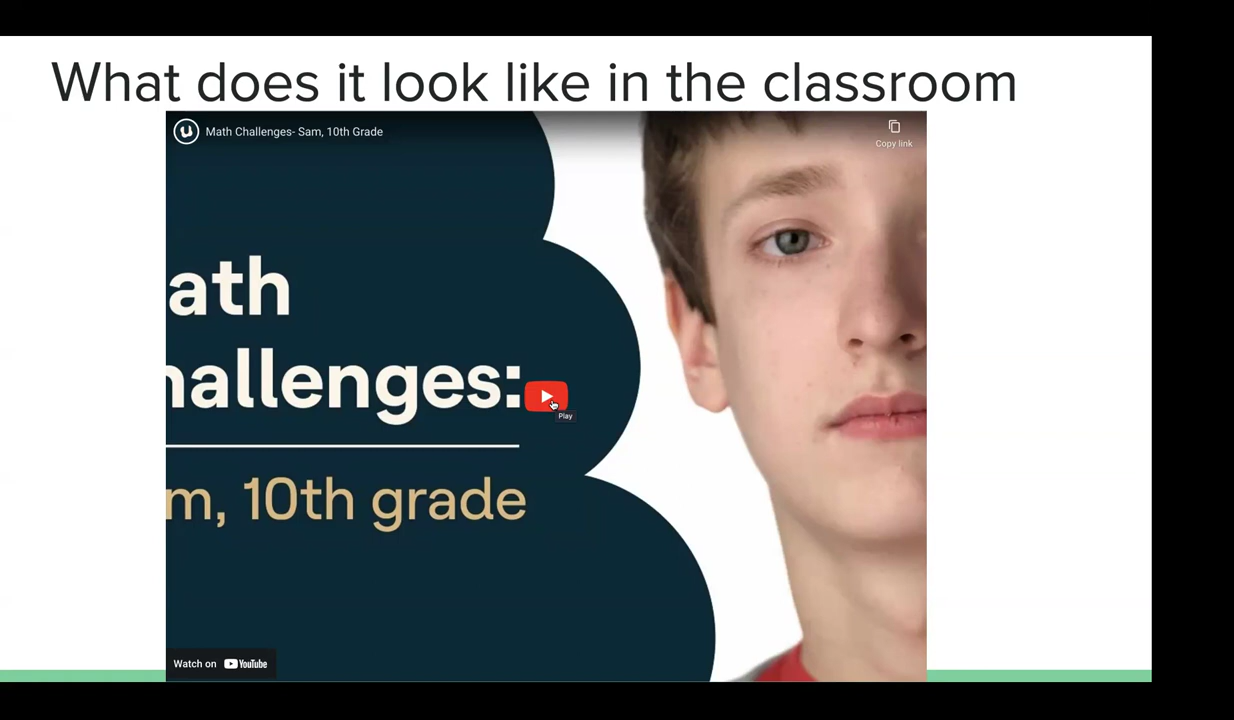 What does it look like in the classroom
Math Challenges- Sam, 10th Grade
Copy link
ath
hallenges:
Play
m, 10th grade
Watch on YouTube